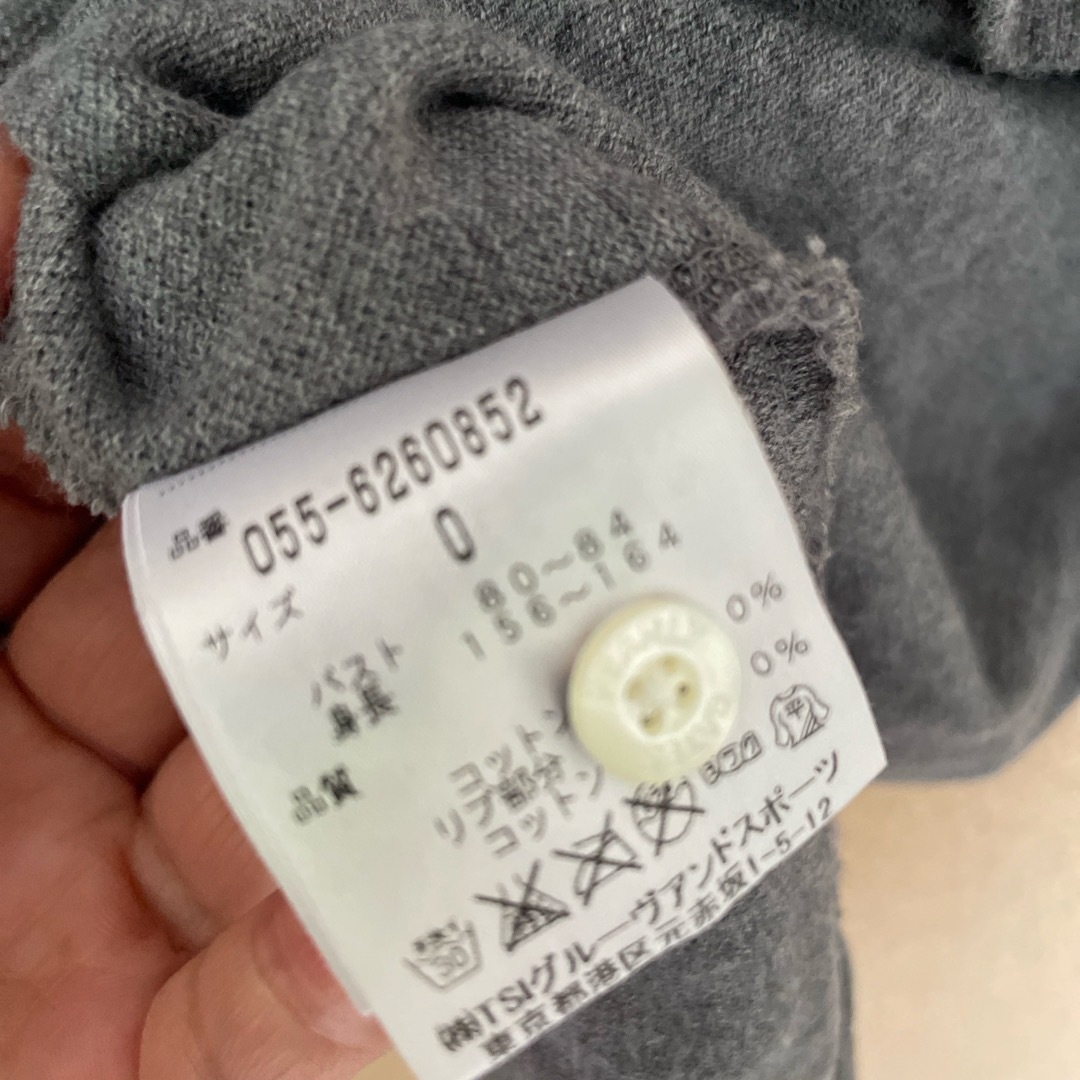 品番 055-6260852
サイズ 0
バスト 80~84
身長 156~164
品質 コットン 0%
リブ部分
コットン 0%
30
平
(株)TSIグルーヴアンドスポーツ
東京都港区元赤坂1-5-12